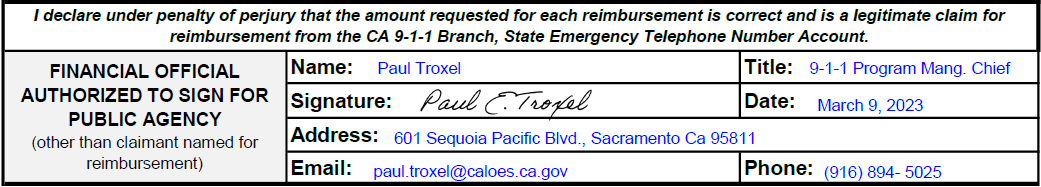 I declare under penalty of perjury that the amount requested for each reimbursement is correct and is a legitimate claim for
reimbursement from the CA 9-1-1 Branch, State Emergency Telephone Number Account.
FINANCIAL OFFICIAL
AUTHORIZED TO SIGN FOR
PUBLIC AGENCY
(other than claimant named for
reimbursement)
Name: Paul Troxel
Title: 9-1-1 Program Mang. Chief
Signature: Paul E. Troxel
Date: March 9, 2023
Address: 601 Sequoia Pacific Blvd., Sacramento Ca 95811
Email: paul.troxel@caloes.ca.gov
Phone: (916) 894- 5025